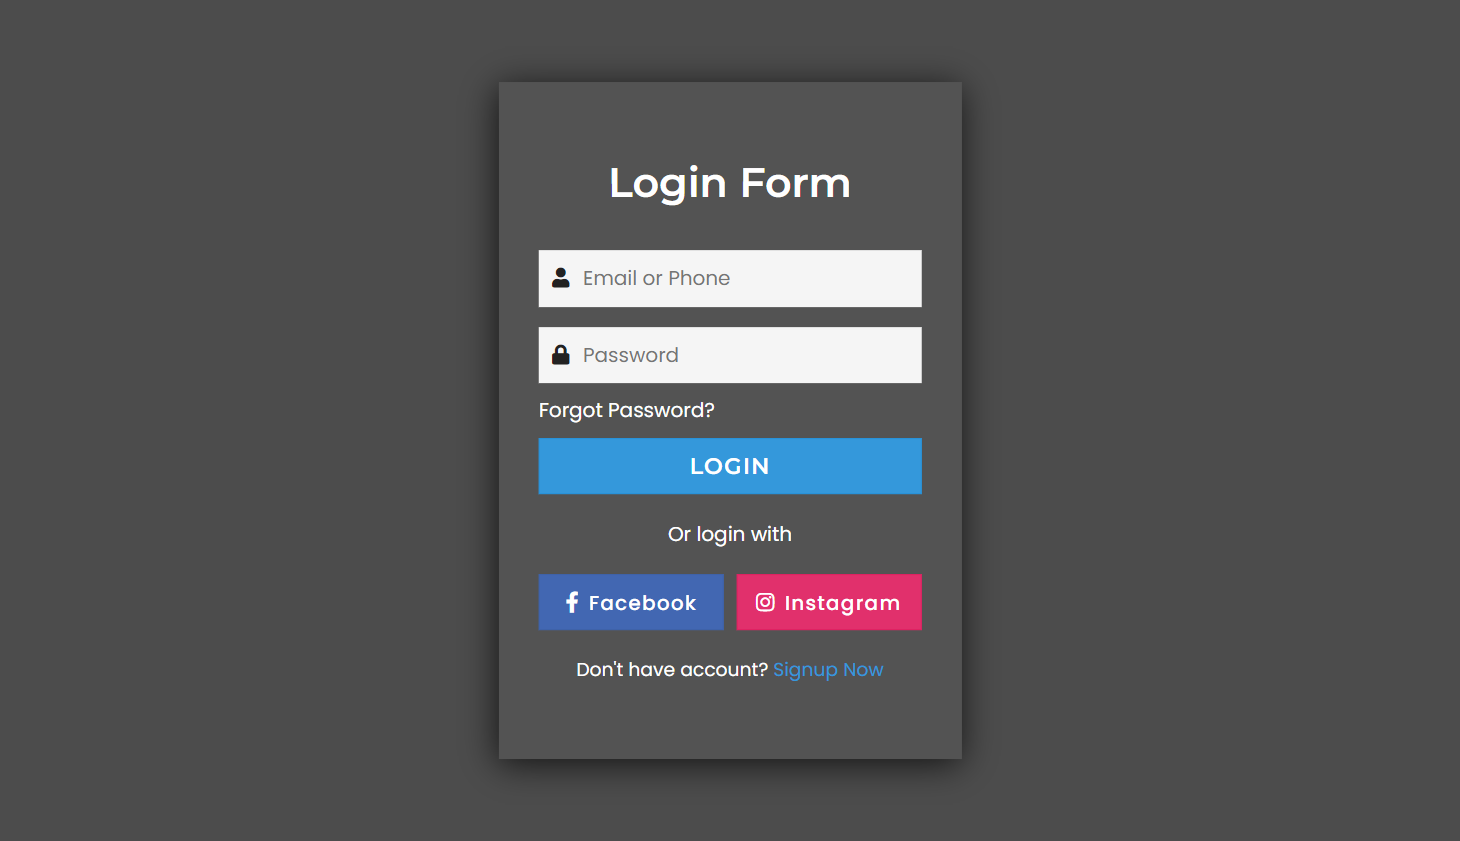 Login Form
Email or Phone
Password
Forgot Password?
LOGIN
Or login with
Facebook Instagram
Don't have account? Signup Now